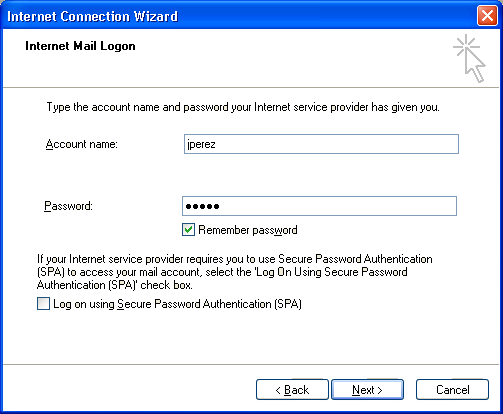 Internet Connection Wizard
Internet Mail Logon
Type the account name and password your Internet service provider has given you.
Account name:
jperez
Password:
●●●●●
Remember password
If your Internet service provider requires you to use Secure Password Authentication
(SPA) to access your mail account, select the 'Log On Using Secure Password
Authentication (SPA)' check box.
Log on using Secure Password Authentication (SPA)
< Back
Next >
Cancel